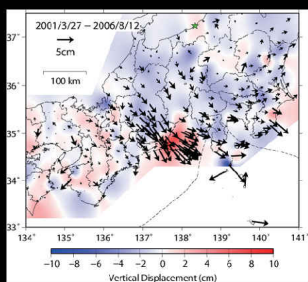 2001/3/27 − 2006/8/12
5cm
100 km
37˚
36˚
35˚
34˚
33˚
134˚ 135˚ 136˚ 137˚ 138˚ 139˚ 140˚ 141˚
−10 −8 −6 −4 −2 0 2 4 6 8 10
Vertical Displacement (cm)